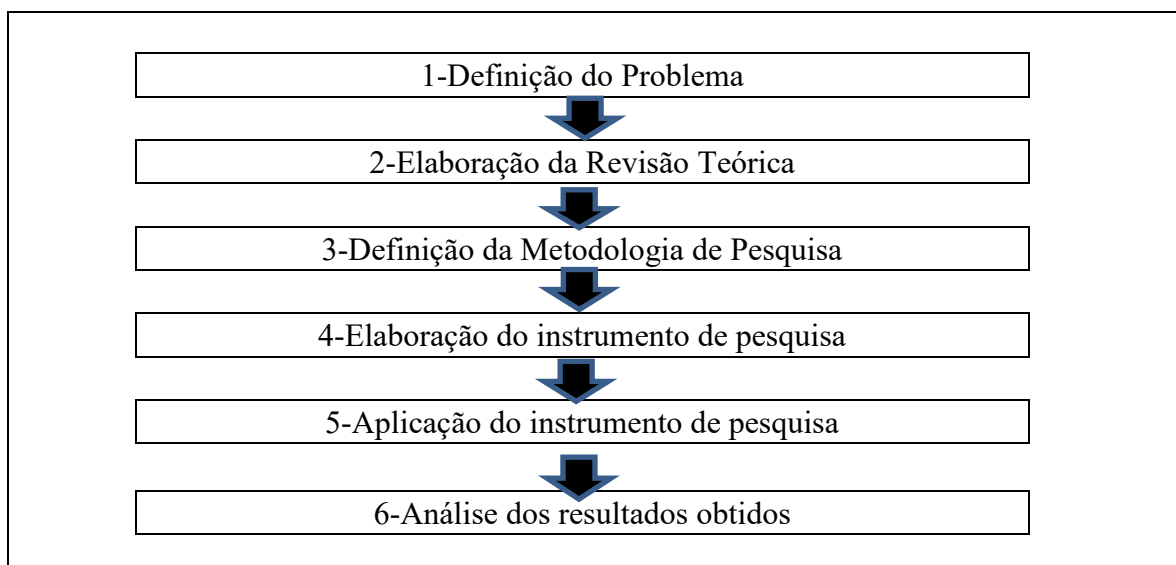 1-Definição do Problema
2-Elaboração da Revisão Teórica
3-Definição da Metodologia de Pesquisa
4-Elaboração do instrumento de pesquisa
5-Aplicação do instrumento de pesquisa
6-Análise dos resultados obtidos